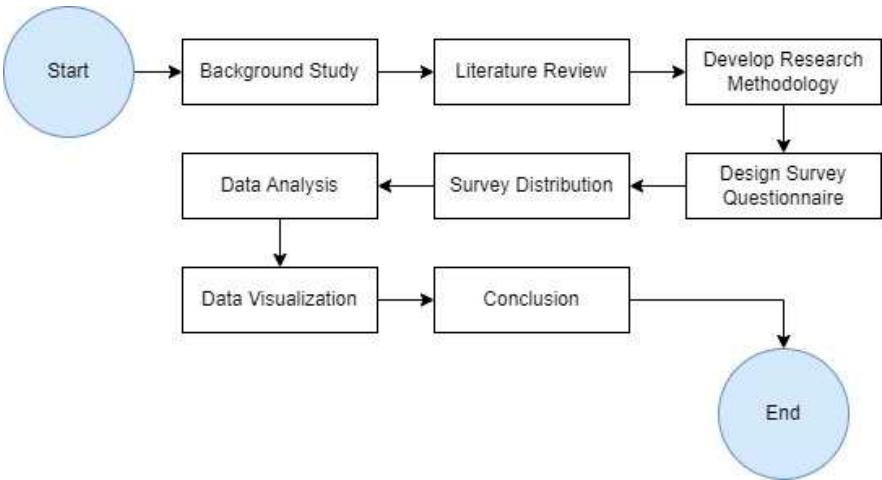 Start
Background Study
Literature Review
Develop Research
Methodology
Design Survey
Questionnaire
Survey Distribution
Data Analysis
Data Visualization
Conclusion
End